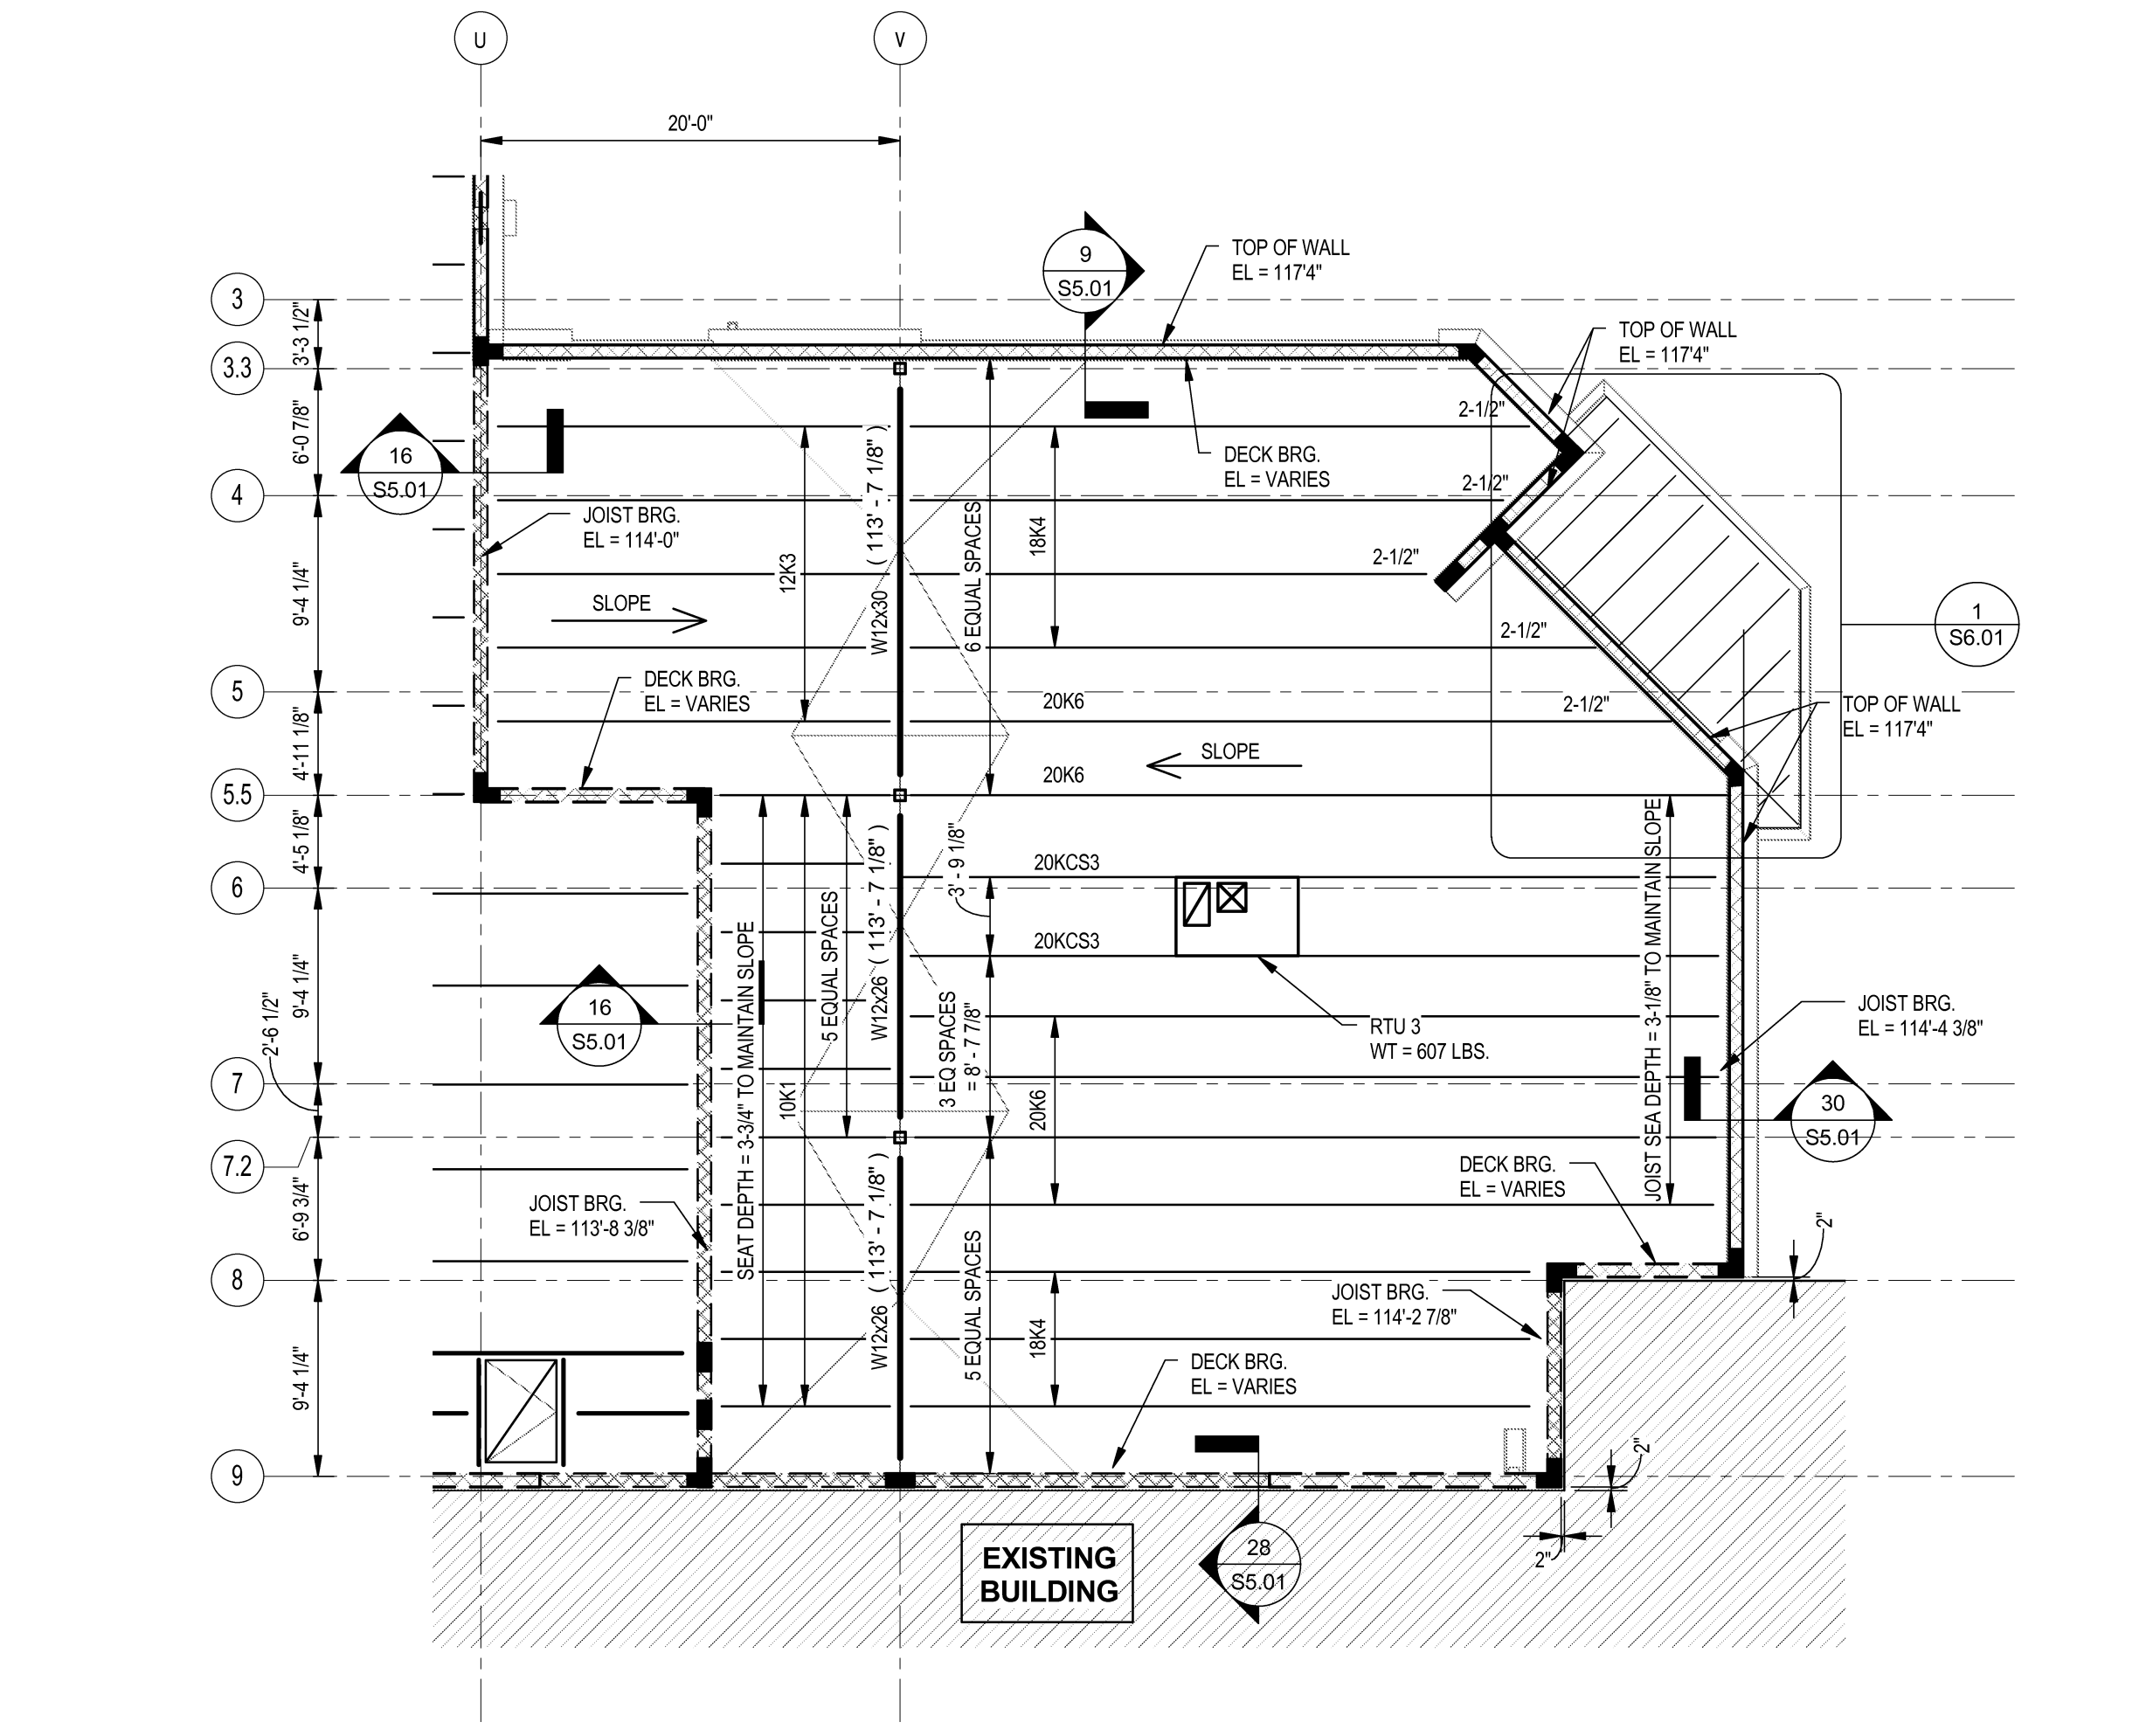 U
V
20'-0"
9
S5.01
TOP OF WALL
EL = 117'4"
3
3'-3 1/2"
TOP OF WALL
EL = 117'4"
3.3
6'-0 7/8"
2-1/2"
16
S5.01
( 113' - 7 1/8" )
DECK BRG.
EL = VARIES
4
2-1/2"
JOIST BRG.
EL = 114'-0"
9'-4 1/4"
12K3
W12x30
6 EQUAL SPACES
18K4
2-1/2"
SLOPE
2-1/2"
1
S6.01
5
DECK BRG.
EL = VARIES
20K6
2-1/2"
TOP OF WALL
EL = 117'4"
4'-11 1/8"
SLOPE
20K6
5.5
4'-5 1/8"
( 113' - 7 1/8" )
3' - 9 1/8"
20KCS3
6
9'-4 1/4"
SEAT DEPTH = 3-3/4" TO MAINTAIN SLOPE
5 EQUAL SPACES
W12x26
20KCS3
JOIST SEA DEPTH = 3-1/8" TO MAINTAIN SLOPE
16
S5.01
3 EQ SPACES
= 8' - 7 7/8"
RTU 3
WT = 607 LBS.
JOIST BRG.
EL = 114'-4 3/8"
2'-6 1/2"
7
10K1
20K6
30
S5.01
7.2
6'-9 3/4"
JOIST BRG.
EL = 113'-8 3/8"
( 113' - 7 1/8" )
DECK BRG.
EL = VARIES
2"
8
9'-4 1/4"
W12x26
5 EQUAL SPACES
18K4
JOIST BRG.
EL = 114'-2 7/8"
DECK BRG.
EL = VARIES
2"
9
EXISTING
BUILDING
28
S5.01
2"